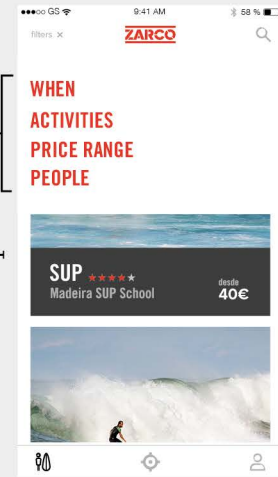 GS 9:41 AM 58 %
filters × ZARCO
WHEN
ACTIVITIES
PRICE RANGE
PEOPLE
SUP
Madeira SUP School
desde
40€